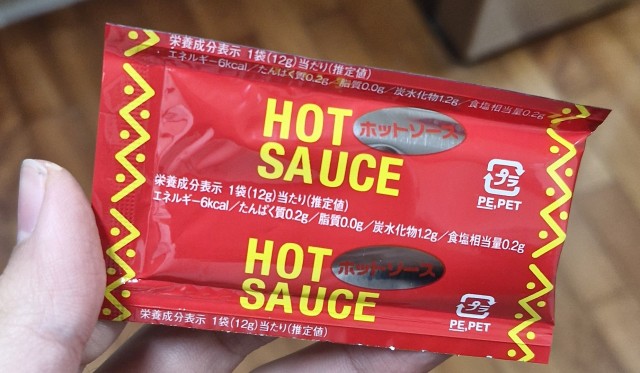 栄養成分表示 1袋(12g)当たり(推定値)
エネルギー6kcal／たんぱく質0.2g／脂質0.0g／炭水化物1.2g／食塩相当量0.2g
HOT
ホットソース
SAUCE
プラ
PE,PET
栄養成分表示 1袋(12g)当たり(推定値)
エネルギー6kcal／たんぱく質0.2g／脂質0.0g／炭水化物1.2g／食塩相当量0.2g
HOT
ホットソース
SAUCE
プラ
PE,PET
栄養成分表示 1袋(12g)当たり(推定値)